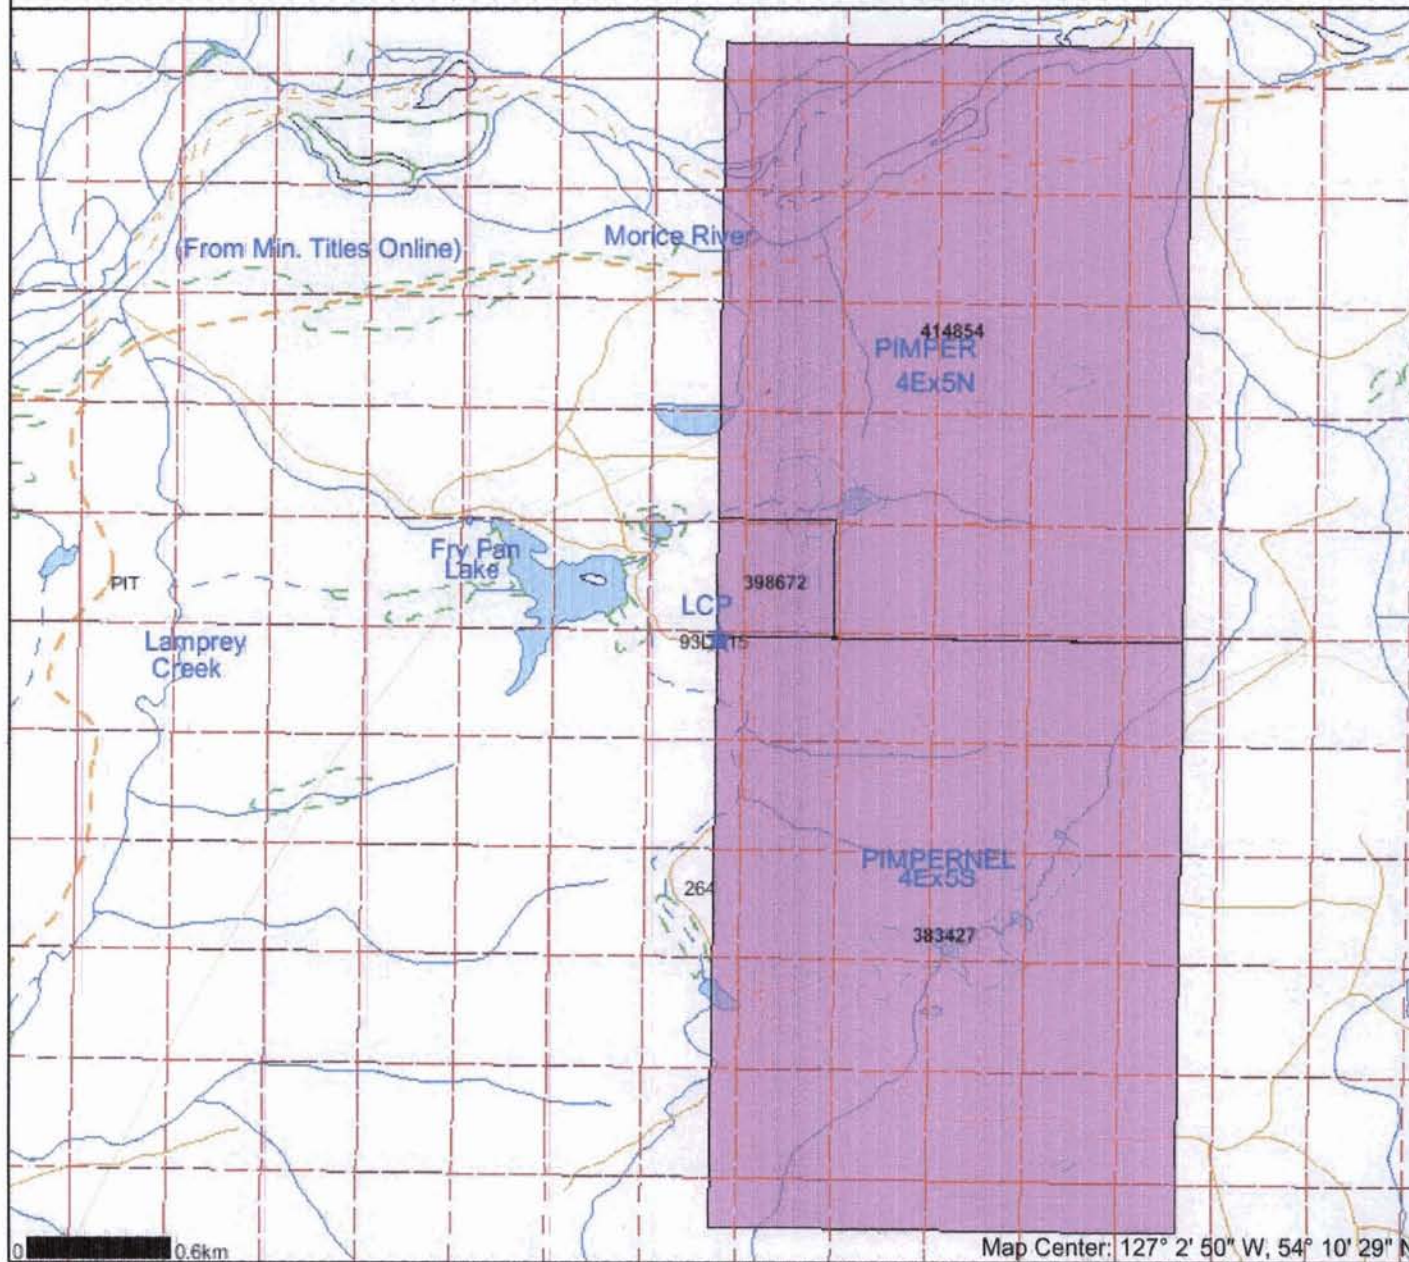 (From Min. Titles Online)
Morice River
414854
PIMPER
4Ex5N
Fry Pan
Lake
PIT
398672
LCP
Lamprey
Creek
PIMPERNEL
4Ex5S
264
383427
0
0.6km
Map Center: 127° 2' 50" W, 54° 10' 29" N